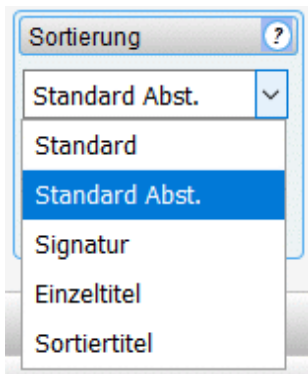 Sortierung ?
Standard Abst.
Standard
Standard Abst.
Signatur
Einzeltitel
Sortiertitel